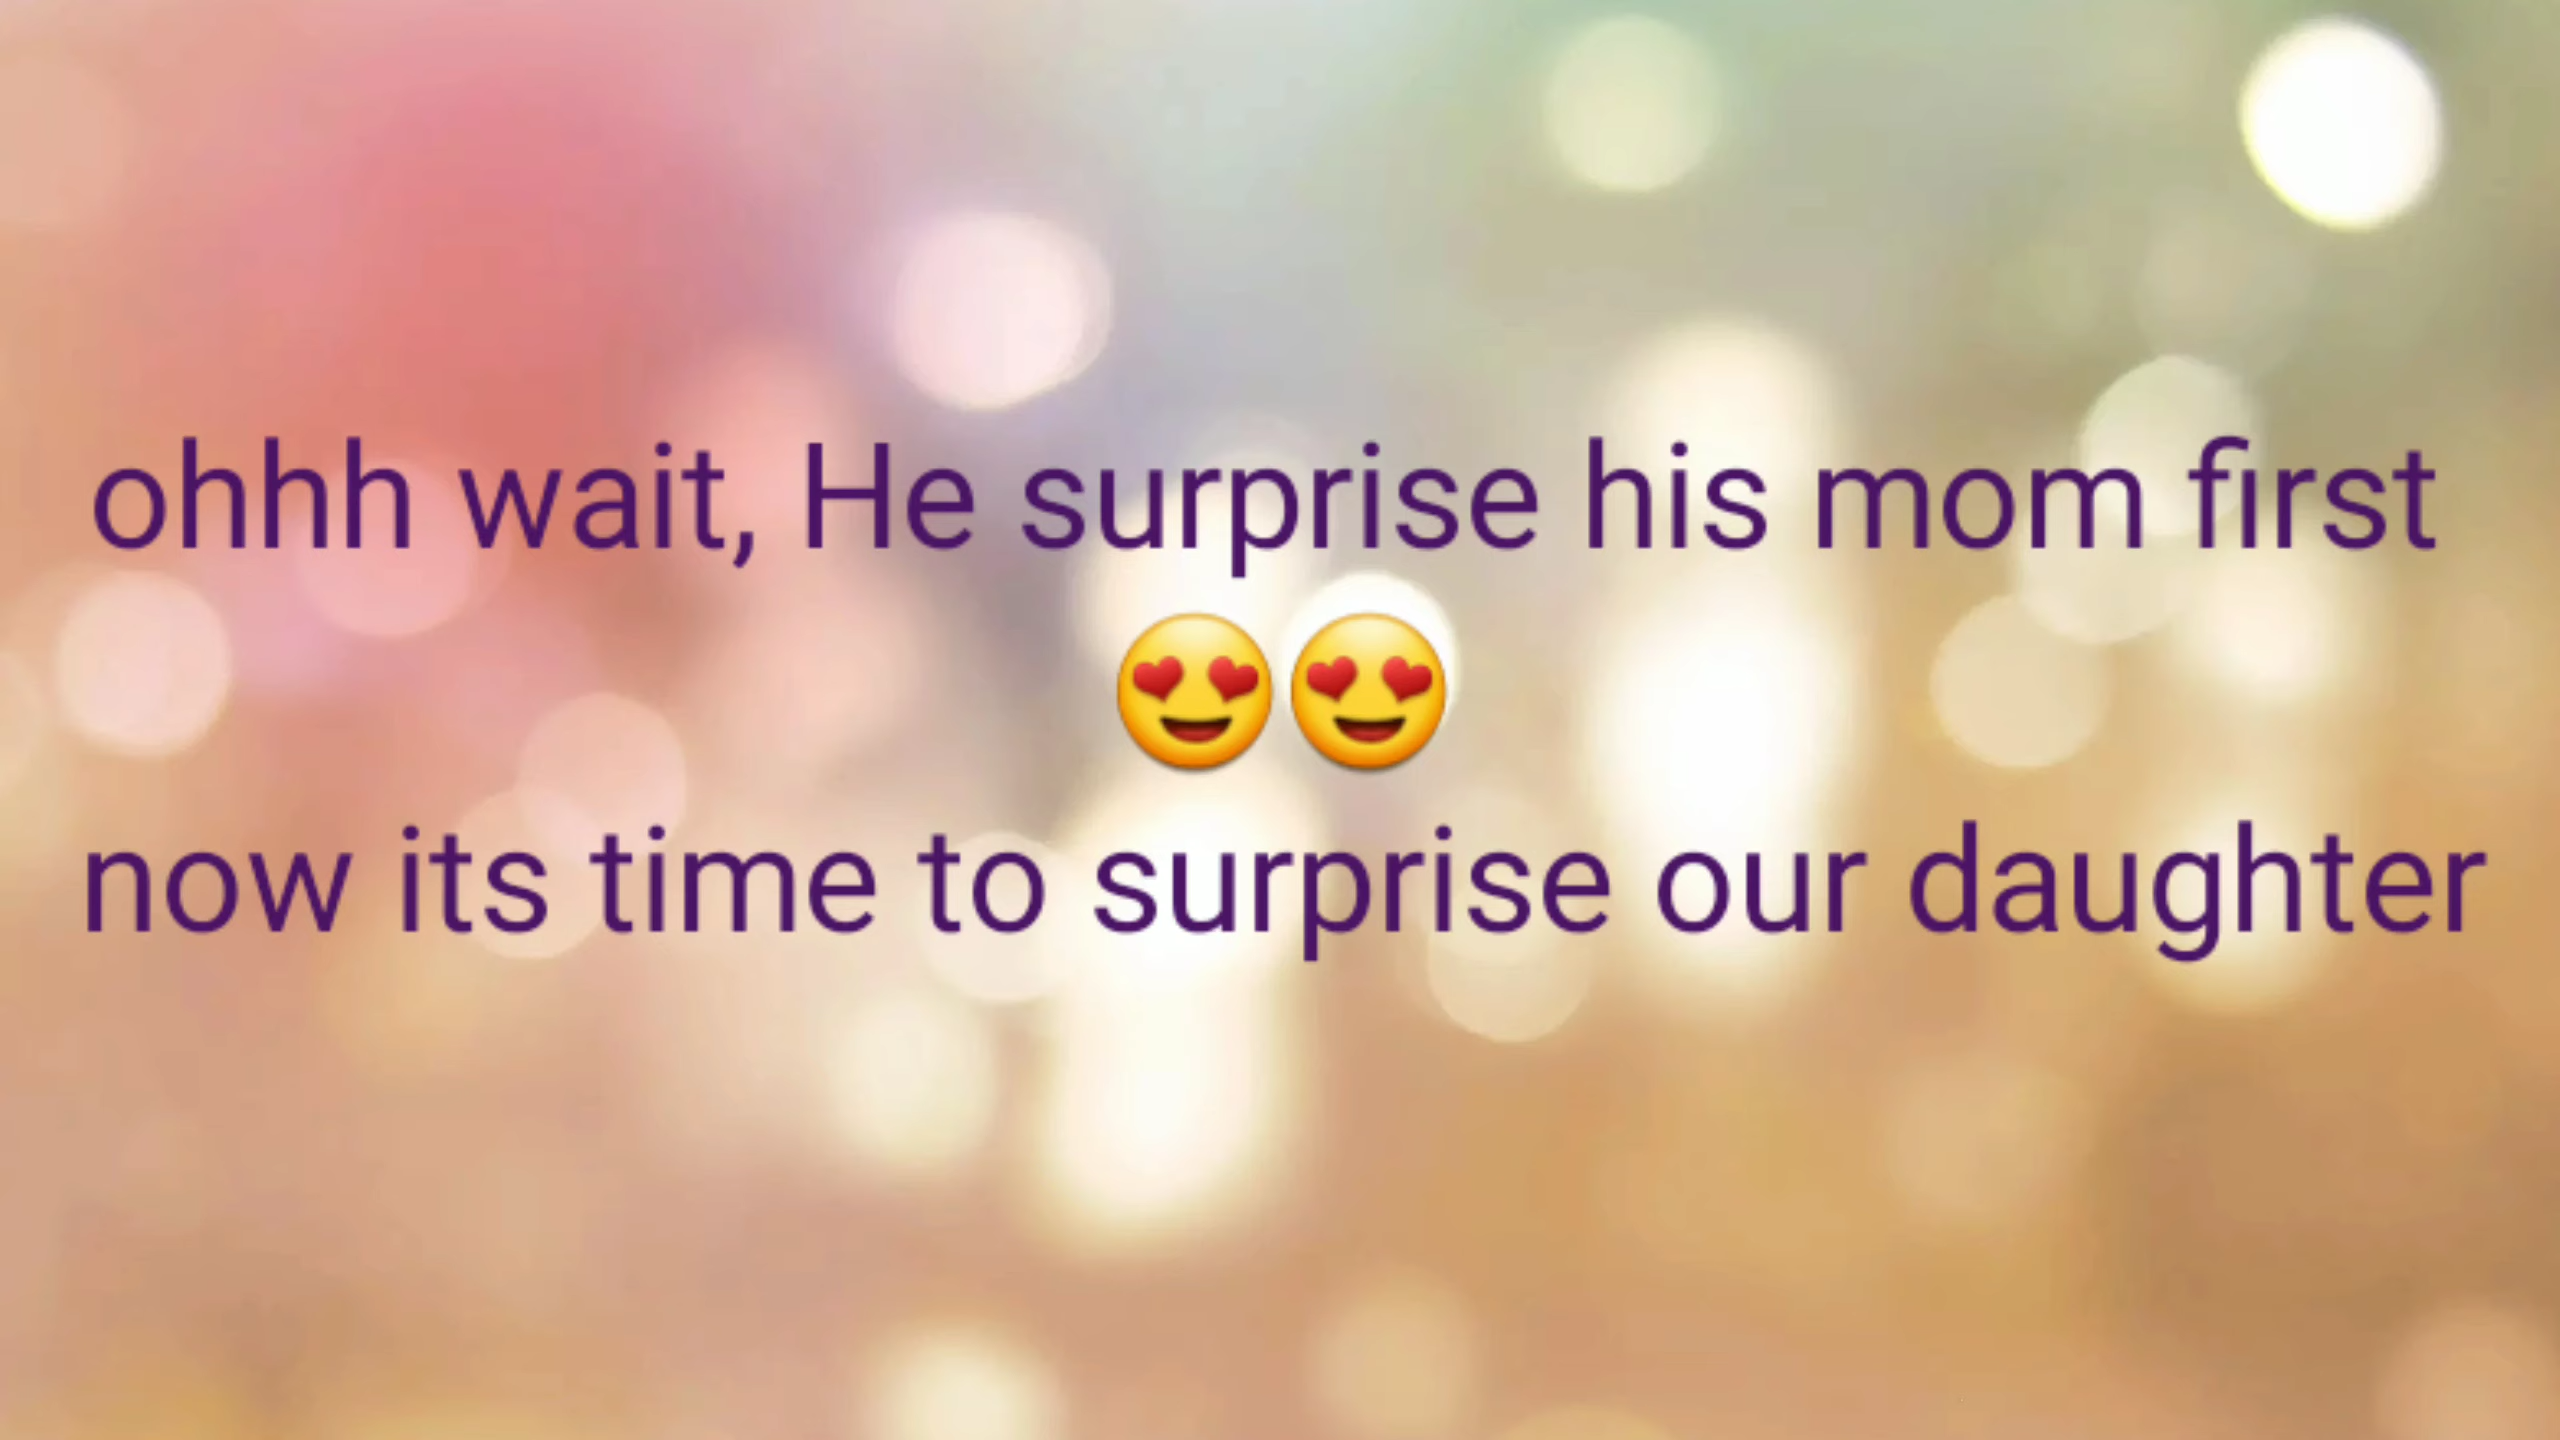 ohhh wait, He surprise his mom first
😍😍
now its time to surprise our daughter